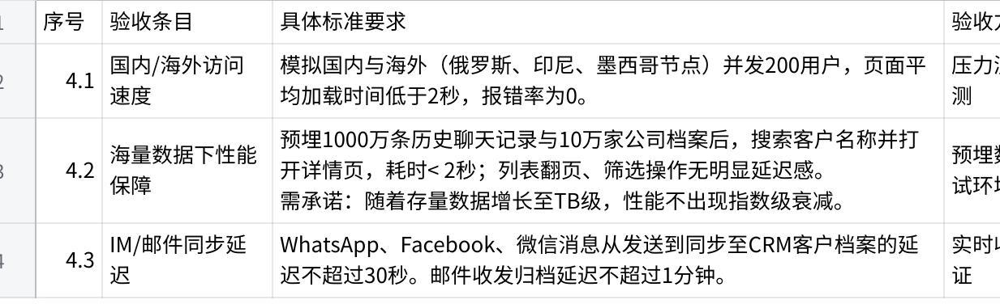 序号 验收条目 具体标准要求 验收
4.1 国内/海外访问速度 模拟国内与海外（俄罗斯、印尼、墨西哥节点）并发200用户，页面平 压力
均加载时间低于2秒，报错率为0。 测
4.2 海量数据下性能保障 预埋1000万条历史聊天记录与10万家公司档案后，搜索客户名称并打 预埋
开详情页，耗时< 2秒；列表翻页、筛选操作无明显延迟感。 试环
需承诺：随着存量数据增长至TB级，性能不出现指数级衰减。
4.3 IM/邮件同步延迟 WhatsApp、Facebook、微信消息从发送到同步至CRM客户档案的延 实时
迟不超过30秒。邮件收发归档延迟不超过1分钟。 证